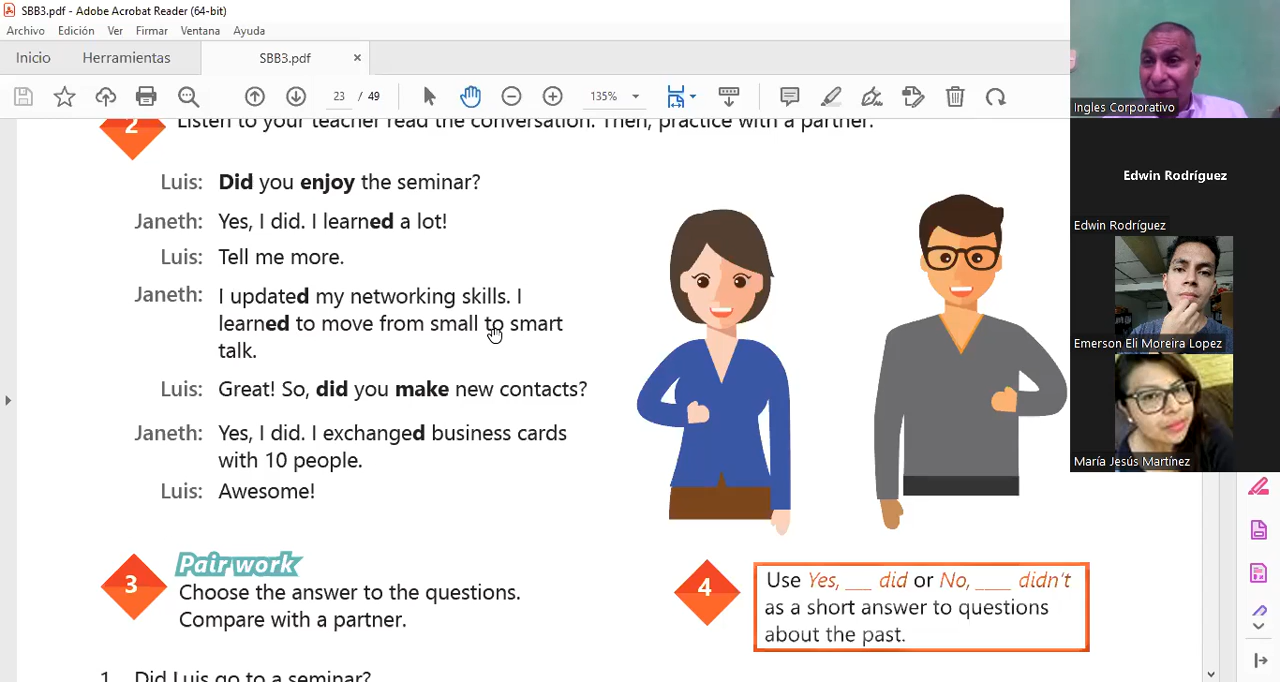 SBB3.pdf - Adobe Acrobat Reader (64-bit)
Archivo Edición Ver Firmar Ventana Ayuda
Inicio Herramientas SBB3.pdf ×
23 / 49 135%
2 Listen to your teacher read the conversation. Then, practice with a partner.
Luis: Did you enjoy the seminar?
Janeth: Yes, I did. I learned a lot!
Luis: Tell me more.
Janeth: I updated my networking skills. I
learned to move from small to smart
talk.
Luis: Great! So, did you make new contacts?
Janeth: Yes, I did. I exchanged business cards
with 10 people.
Luis: Awesome!
3 Pair work
Choose the answer to the questions.
Compare with a partner.
1. Did Luis go to a seminar?
4 Use Yes, ___ did or No, ____ didn't
as a short answer to questions
about the past.
Ingles Corporativo
Edwin Rodríguez
Edwin Rodríguez
Emerson Eli Moreira Lopez
María Jesús Martínez